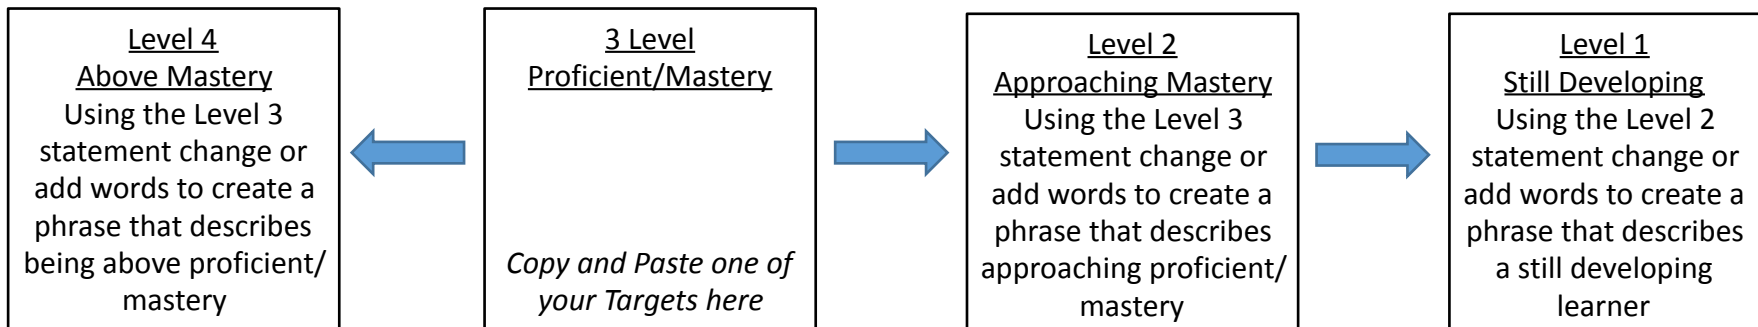 Level 4
Above Mastery
Using the Level 3
statement change or
add words to create a
phrase that describes
being above proficient/
mastery
3 Level
Proficient/Mastery
Copy and Paste one of
your Targets here
Level 2
Approaching Mastery
Using the Level 3
statement change or
add words to create a
phrase that describes
approaching proficient/
mastery
Level 1
Still Developing
Using the Level 2
statement change or
add words to create a
phrase that describes
a still developing
learner